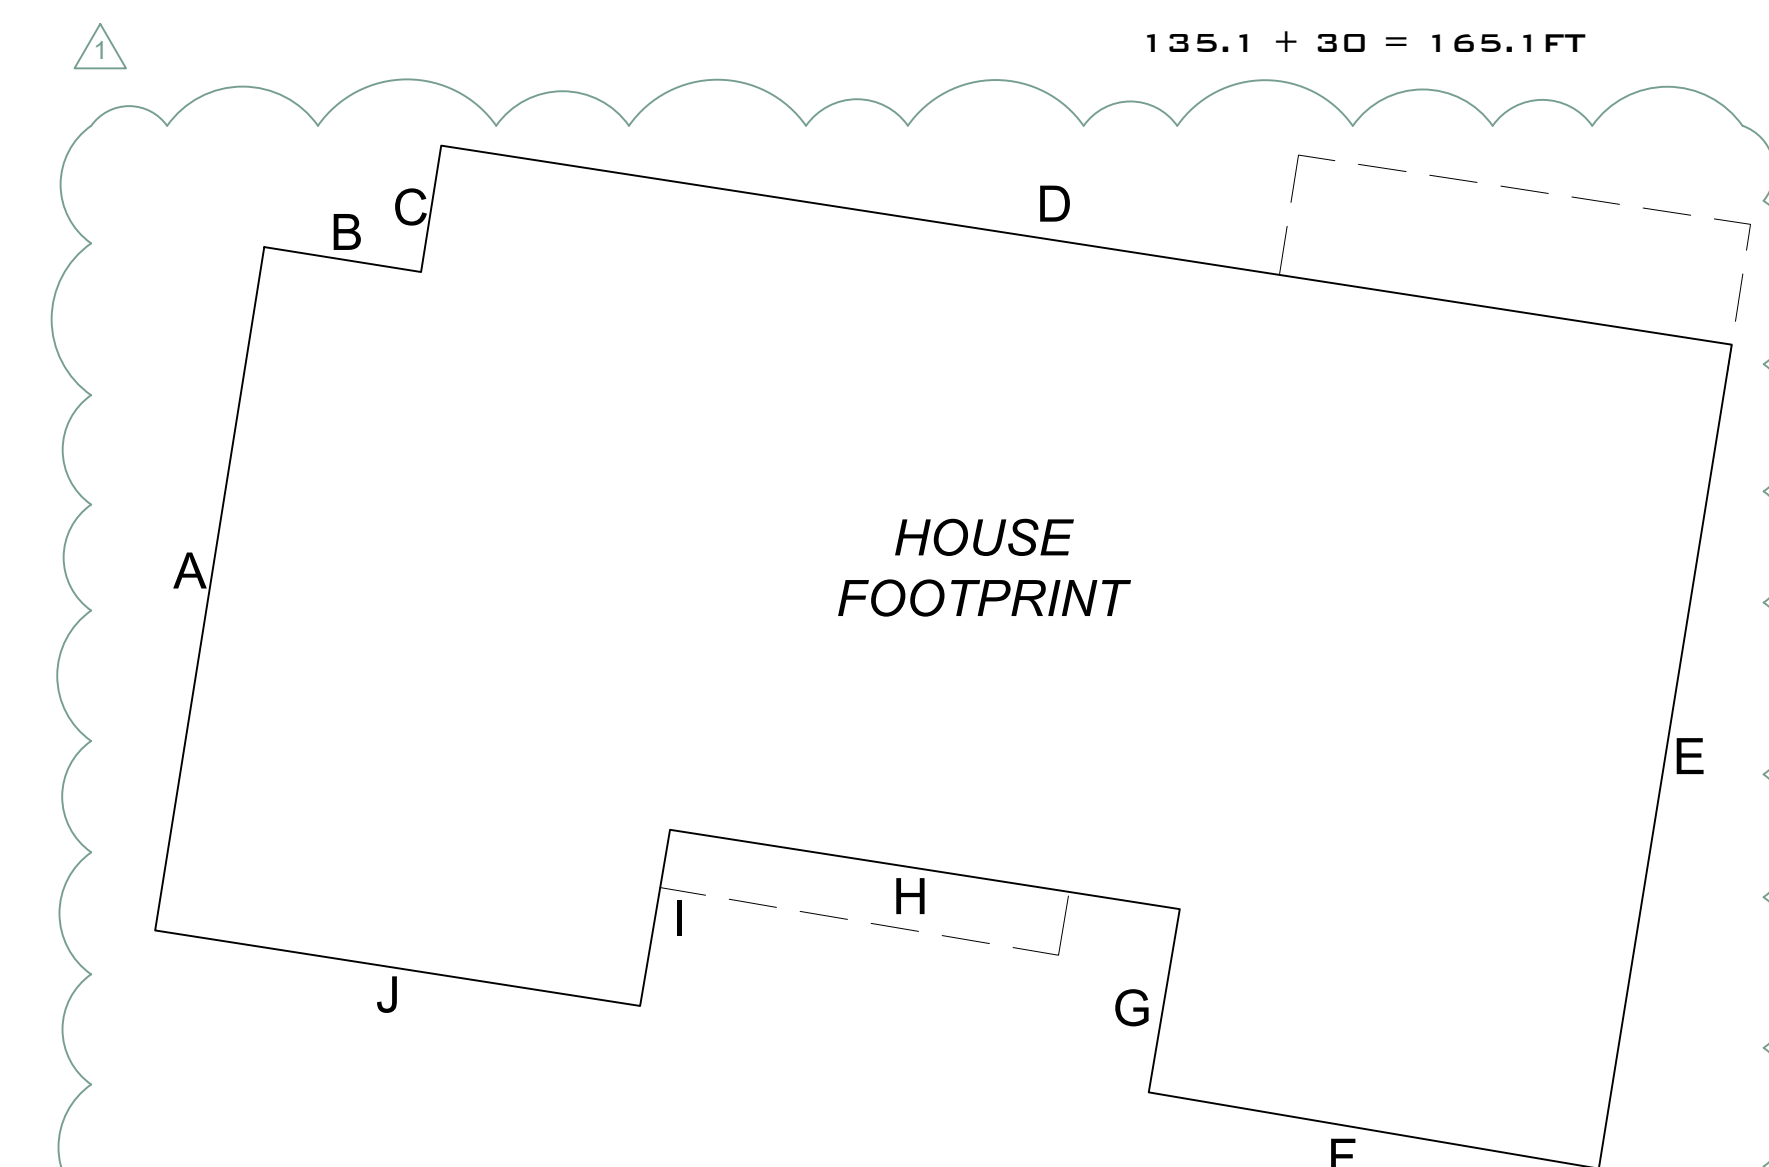 1
135.1 + 30 = 165.1FT
D
C
B
HOUSE
FOOTPRINT
A
E
H
I
J
G
F